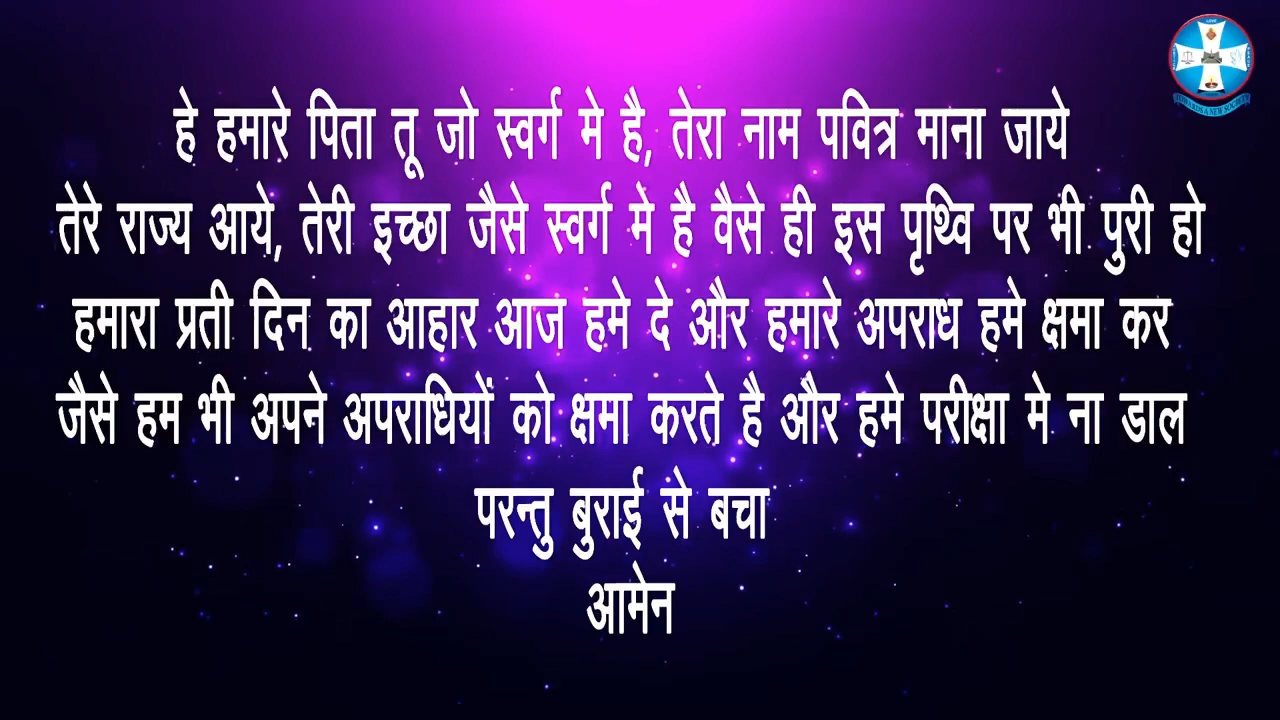 हे हमारे पिता तू जो स्वर्ग मे है, तेरा नाम पवित्र माना जाये
तेरे राज्य आये, तेरी इच्छा जैसे स्वर्ग मे है वैसे ही इस पृथ्वि पर भी पुरी हो
हमारा प्रती दिन का आहार आज हमे दे और हमारे अपराध हमे क्षमा कर
जैसे हम भी अपने अपराधियों को क्षमा करते है और हमे परीक्षा मे ना डाल
परन्तु बुराई से बचा
आमेन